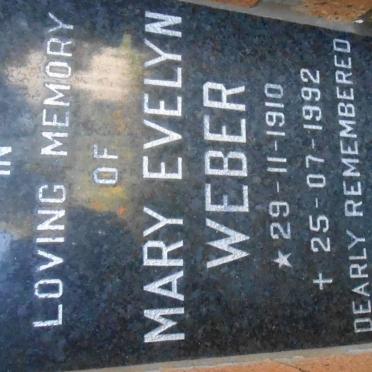 IN
LOVING MEMORY
OF
MARY EVELYN
WEBER
★ 29-11-1910
✝ 25-07-1992
DEARLY REMEMBERED